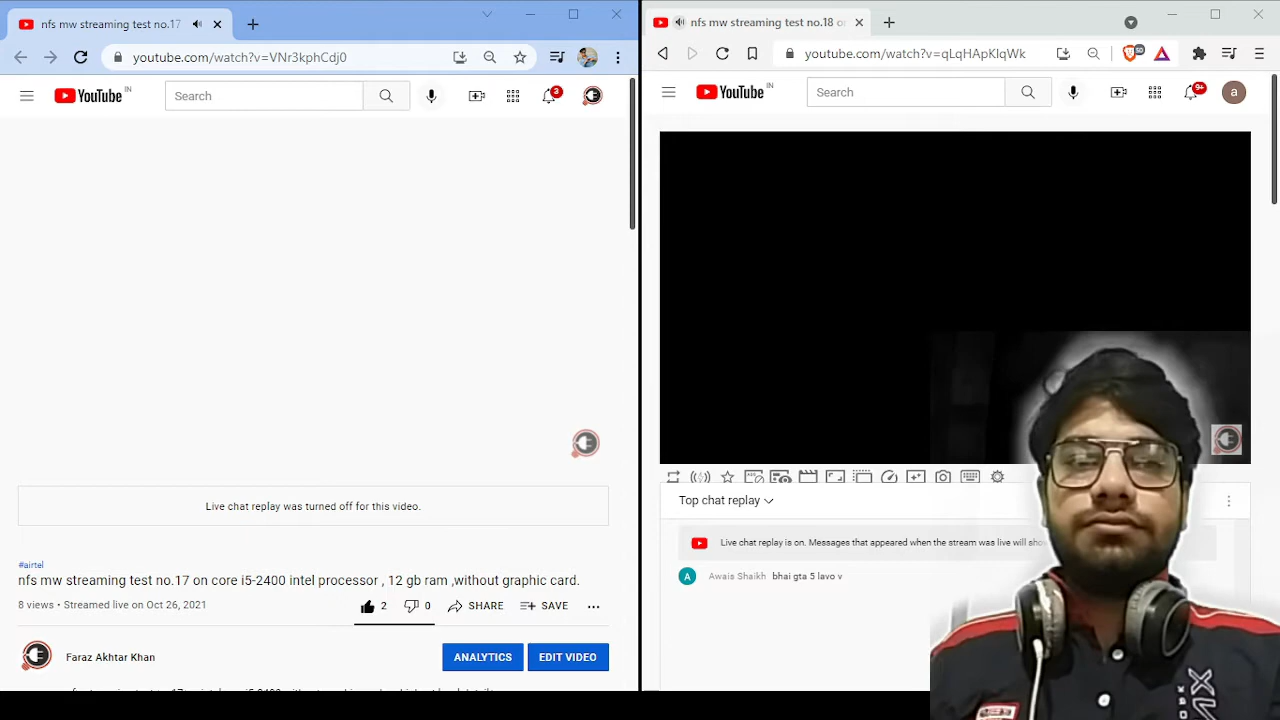 nfs mw streaming test no.17
youtube.com/watch?v=VNr3kphCdj0
YouTube IN
Search
3
Live chat replay was turned off for this video.
#airtel
nfs mw streaming test no.17 on core i5-2400 intel processor , 12 gb ram ,without graphic card.
8 views • Streamed live on Oct 26, 2021
2
0
SHARE
SAVE
Faraz Akhtar Khan
ANALYTICS
EDIT VIDEO
nfs mw streaming test no.18 o
youtube.com/watch?v=qLqHApKlqWk
YouTube IN
Search
9+
a
Top chat replay
Live chat replay is on. Messages that appeared when the stream was live will sho
A
Awais Shaikh bhai gta 5 lavo v